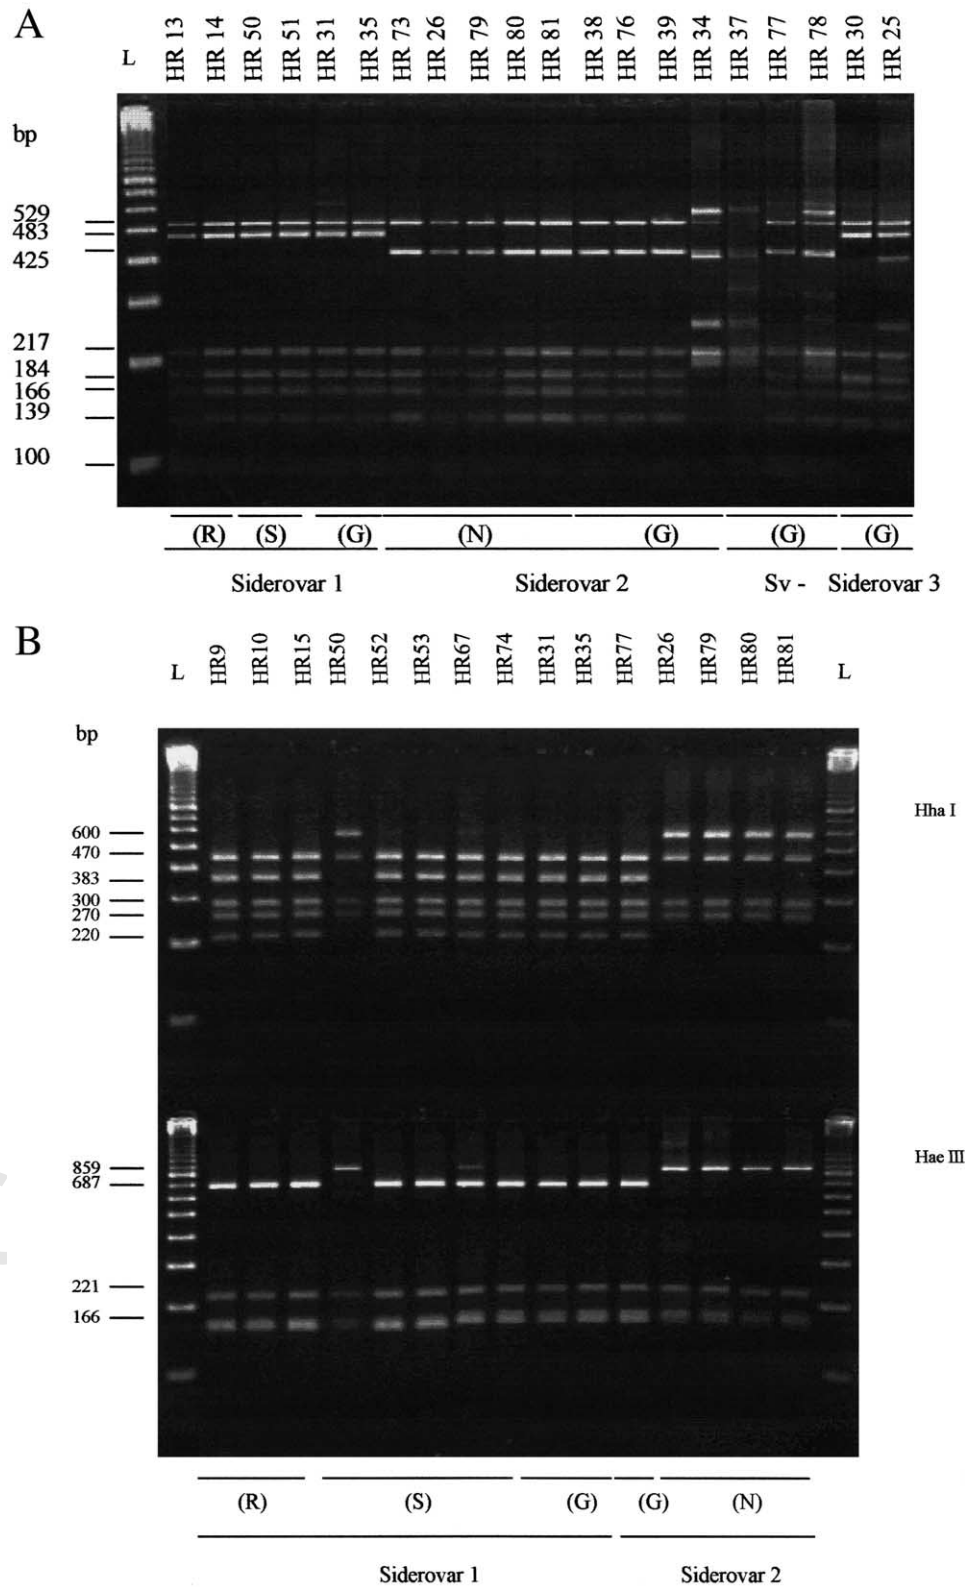 A
L HR 13 HR 14 HR 50 HR 51 HR 31 HR 35 HR 73 HR 26 HR 79 HR 80 HR 81 HR 38 HR 76 HR 39 HR 34 HR 37 HR 77 HR 78 HR 30 HR 25
bp
529
483
425
217
184
166
139
100
(R) (S) (G) (N) (G) (G) (G)
Siderovar 1 Siderovar 2 Sv - Siderovar 3
B
L HR9 HR10 HR15 HR50 HR52 HR53 HR67 HR74 HR31 HR35 HR77 HR26 HR79 HR80 HR81 L
bp
Hha I
600
470
383
300
270
220
859 Hae III
687
221
166
(R) (S) (G) (G) (N)
Siderovar 1 Siderovar 2